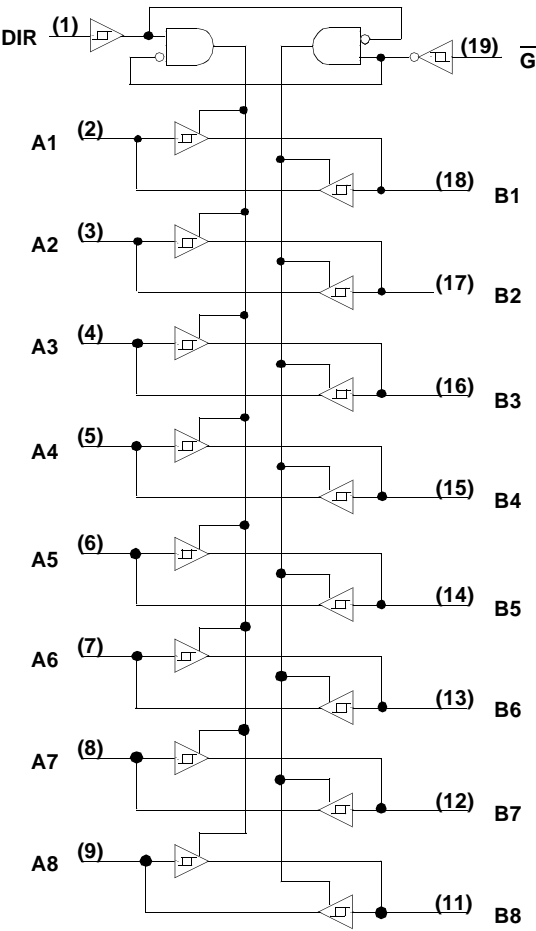 DIR (1)
(19) G̅
A1 (2)
(18) B1
A2 (3)
(17) B2
A3 (4)
(16) B3
A4 (5)
(15) B4
A5 (6)
(14) B5
A6 (7)
(13) B6
A7 (8)
(12) B7
A8 (9)
(11) B8